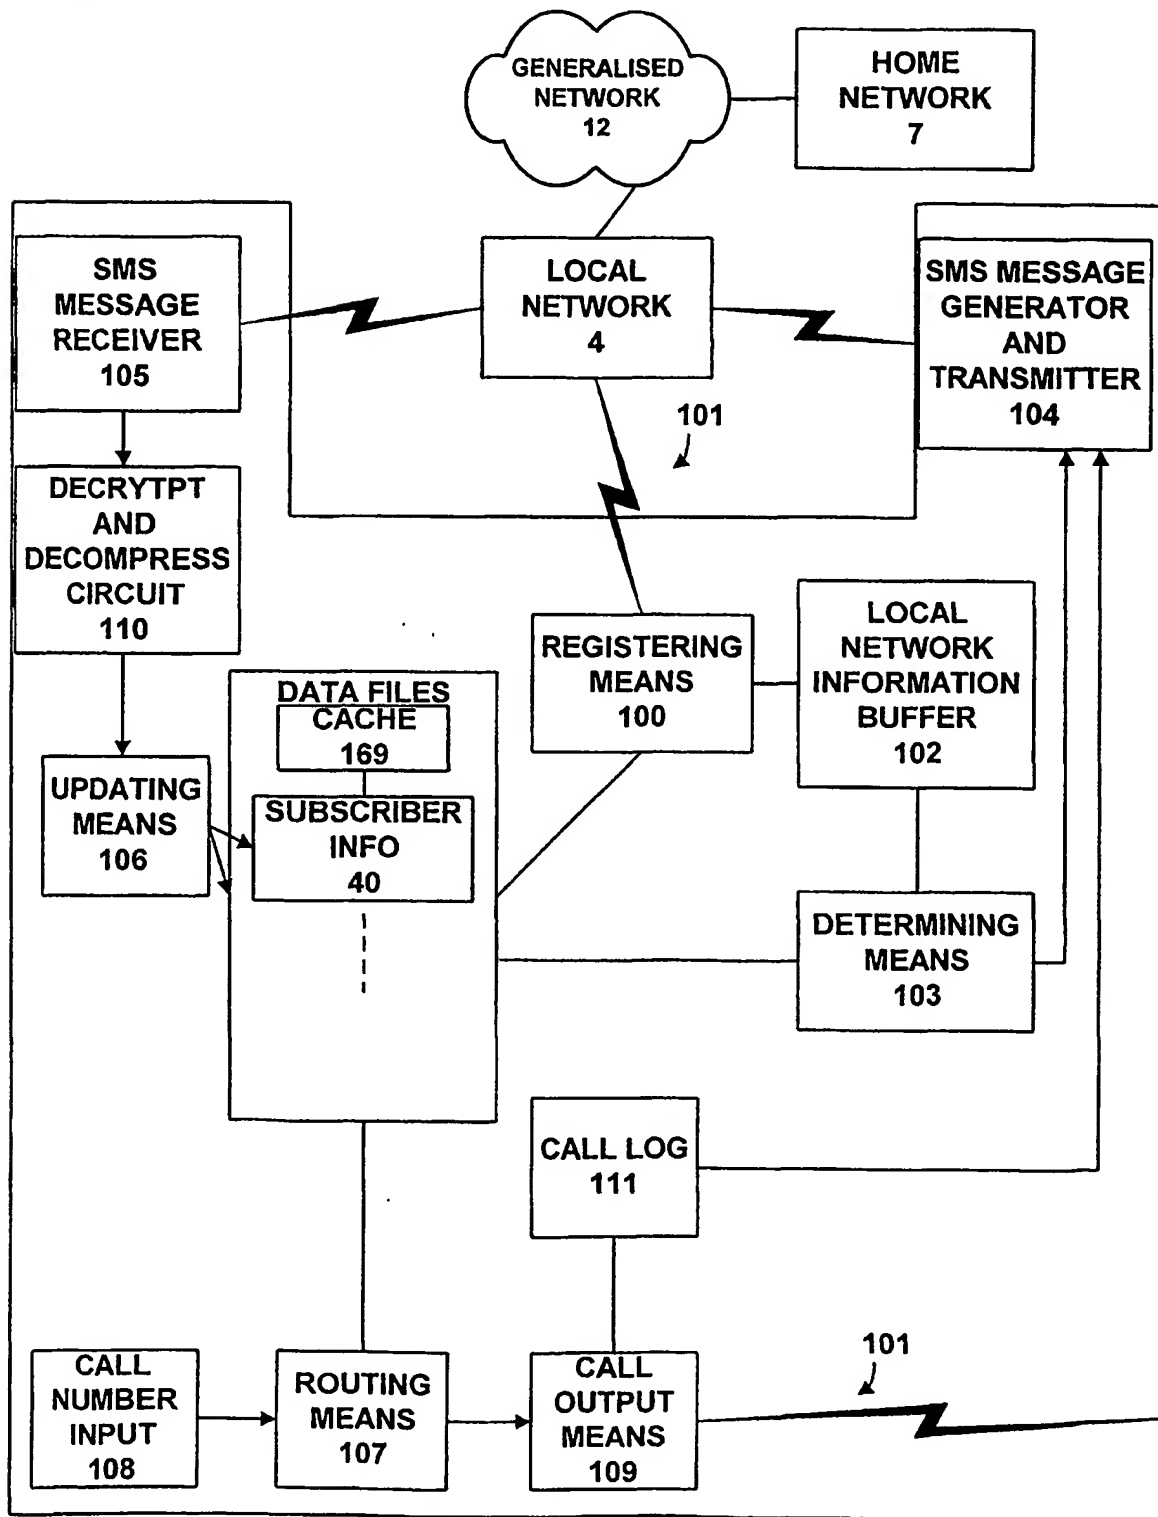 GENERALISED
NETWORK
12
HOME
NETWORK
7
SMS
MESSAGE
RECEIVER
105
LOCAL
NETWORK
4
SMS MESSAGE
GENERATOR
AND
TRANSMITTER
104
101
DECRYTPT
AND
DECOMPRESS
CIRCUIT
110
REGISTERING
MEANS
100
LOCAL
NETWORK
INFORMATION
BUFFER
102
DATA FILES
CACHE
169
UPDATING
MEANS
106
SUBSCRIBER
INFO
40
DETERMINING
MEANS
103
CALL LOG
111
CALL
NUMBER
INPUT
108
ROUTING
MEANS
107
CALL
OUTPUT
MEANS
109
101